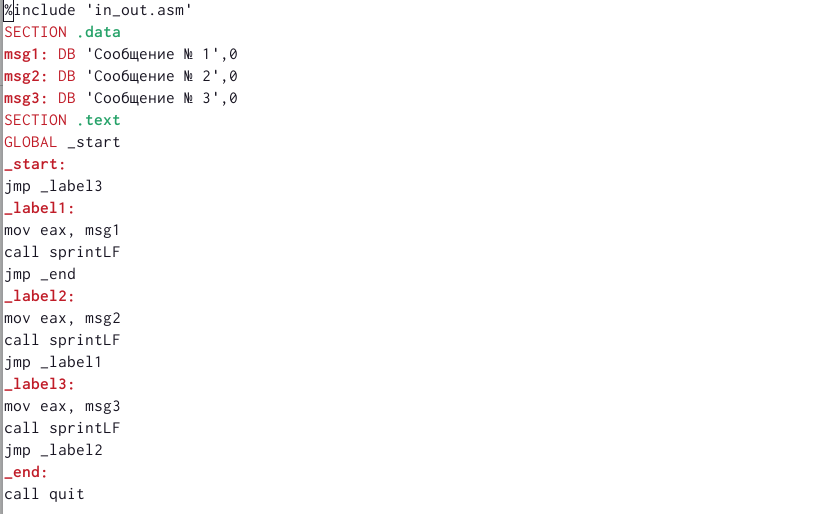 %include 'in_out.asm'
SECTION .data
msg1: DB 'Сообщение № 1',0
msg2: DB 'Сообщение № 2',0
msg3: DB 'Сообщение № 3',0
SECTION .text
GLOBAL _start
_start:
jmp _label3
_label1:
mov eax, msg1
call sprintLF
jmp _end
_label2:
mov eax, msg2
call sprintLF
jmp _label1
_label3:
mov eax, msg3
call sprintLF
jmp _label2
_end:
call quit